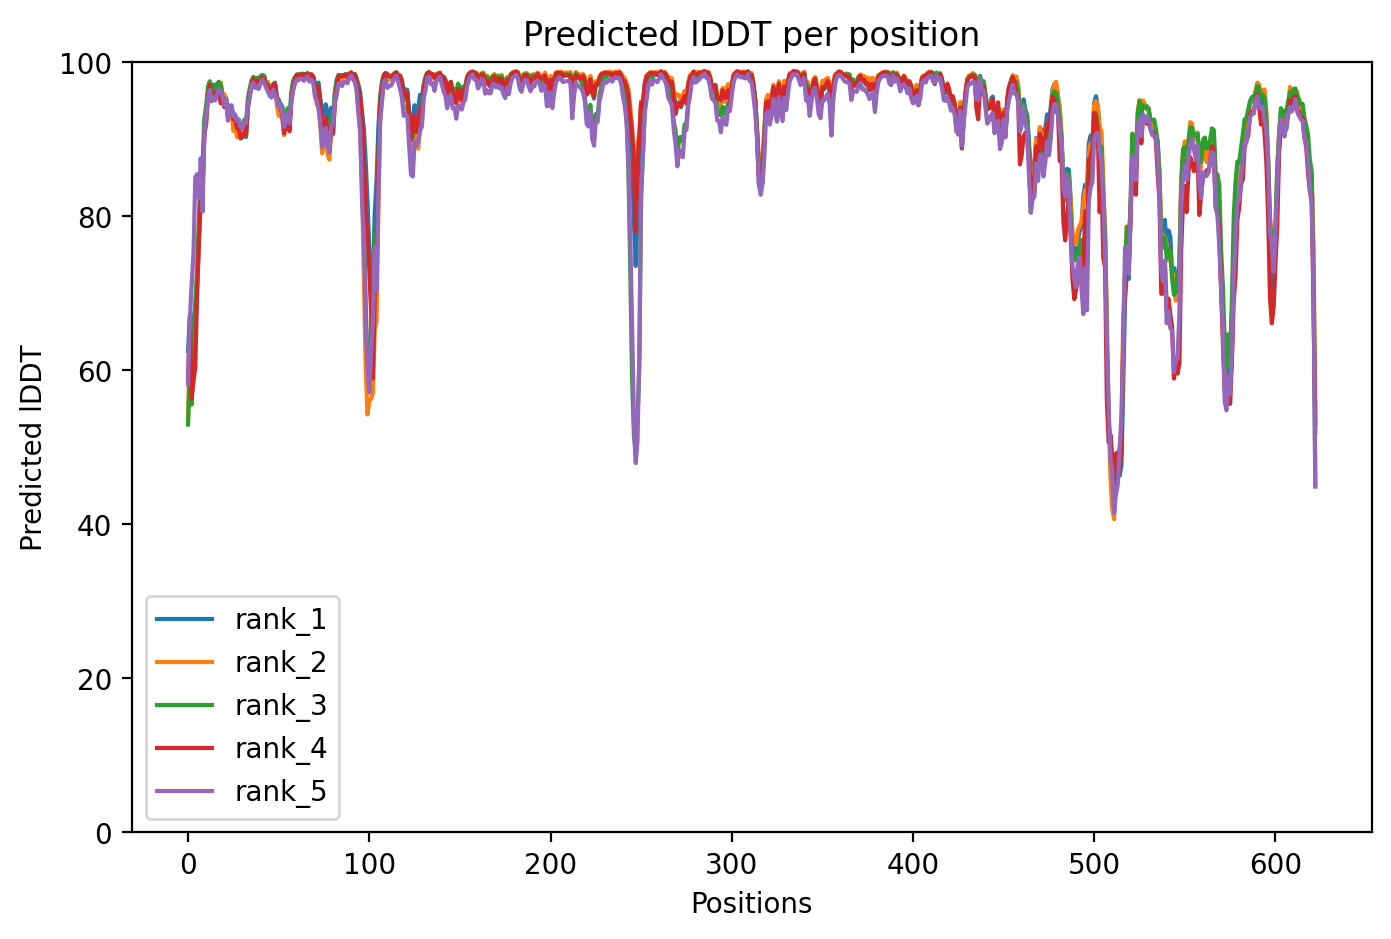 Predicted lDDT per position
100
80
60
40
20
0
Predicted lDDT
rank_1
rank_2
rank_3
rank_4
rank_5
0 100 200 300 400 500 600
Positions